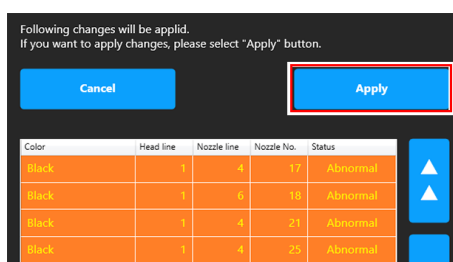 Following changes will be applid.
If you want to apply changes, please select "Apply" button.
Cancel Apply
Color Head line Nozzle line Nozzle No. Status
Black 1 4 17 Abnormal
Black 1 6 18 Abnormal
Black 1 4 21 Abnormal
Black 1 4 25 Abnormal